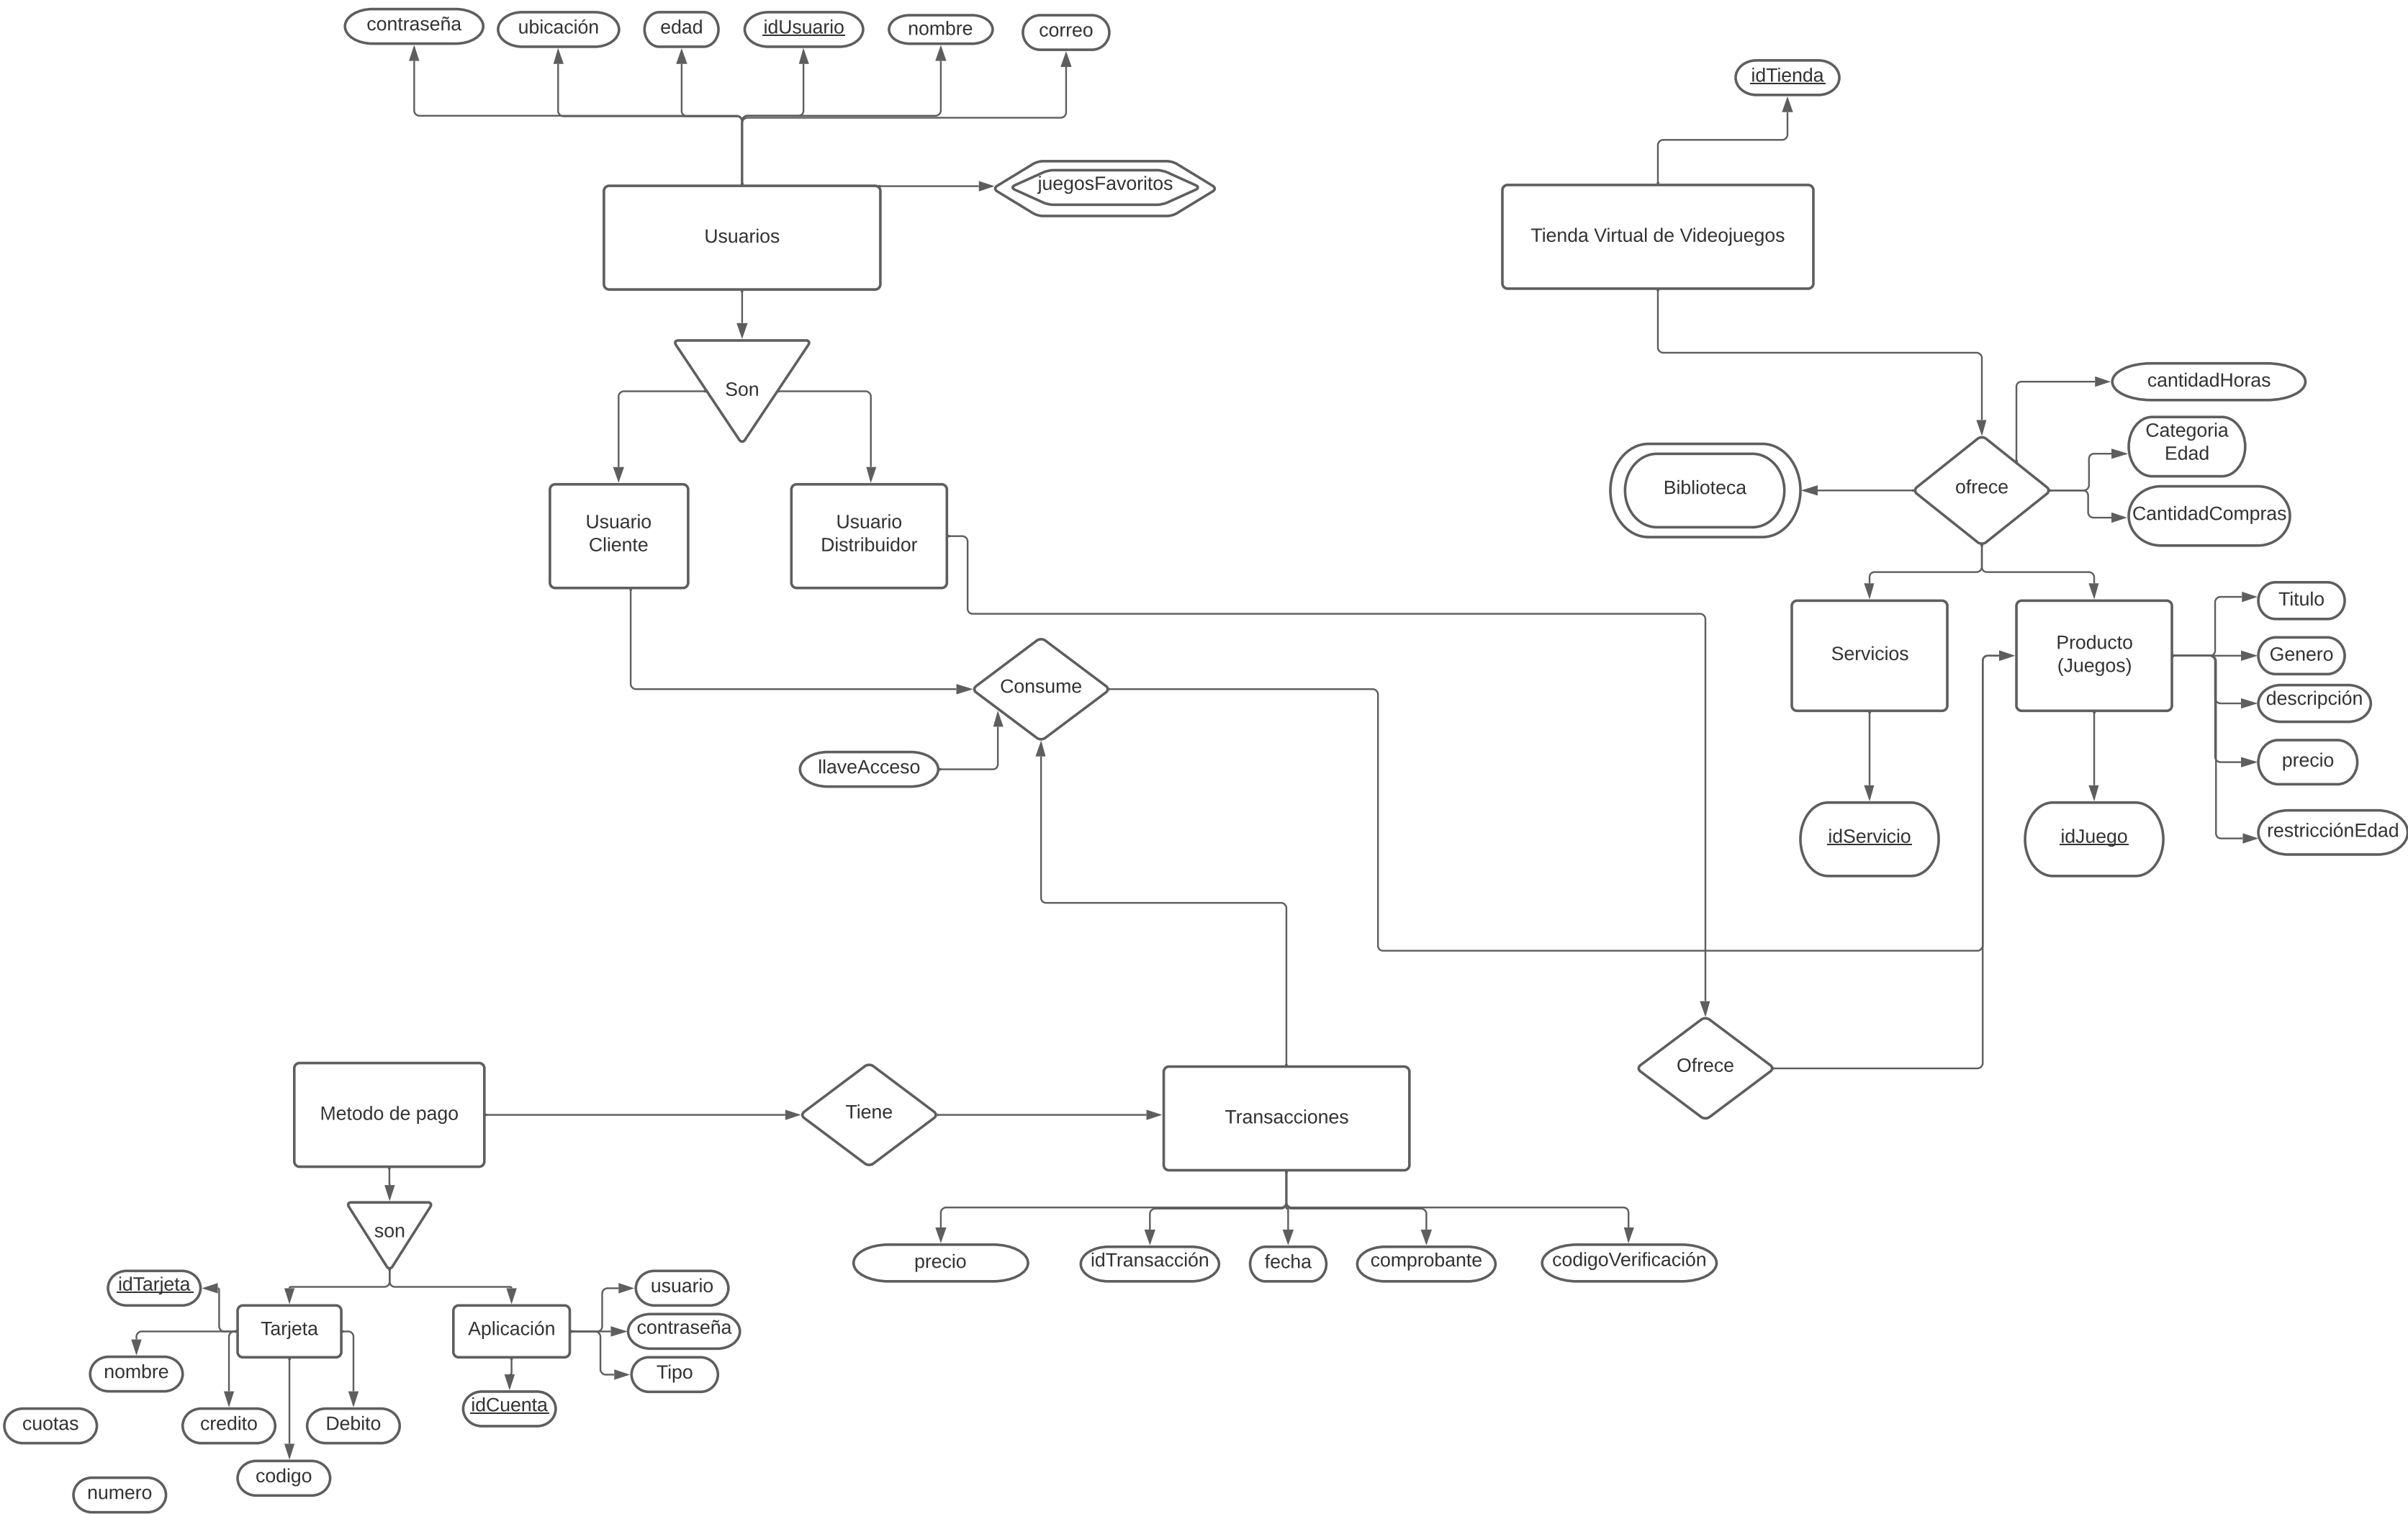 contraseña
ubicación
edad
idUsuario
nombre
correo
idTienda
juegosFavoritos
Usuarios
Tienda Virtual de Videojuegos
Son
cantidadHoras
Categoria
Edad
Biblioteca
ofrece
CantidadCompras
Usuario
Cliente
Usuario
Distribuidor
Servicios
Producto
(Juegos)
Titulo
Genero
descripción
precio
restricciónEdad
Consume
llaveAcceso
idServicio
idJuego
Ofrece
Metodo de pago
Tiene
Transacciones
son
precio
idTransacción
fecha
comprobante
codigoVerificación
idTarjeta
Tarjeta
Aplicación
usuario
contraseña
Tipo
nombre
idCuenta
cuotas
credito
Debito
codigo
numero